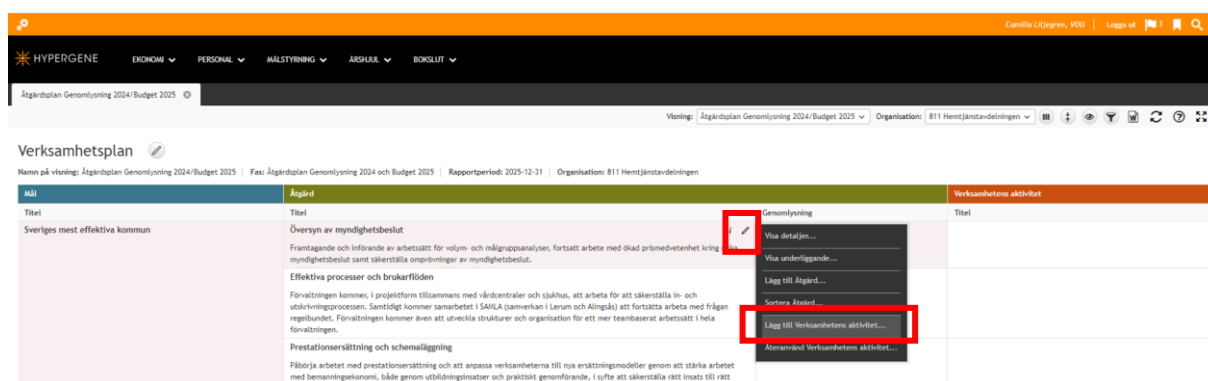 Camilla Liljegren, VOO Logga ut
HYPERGENE EKONOMI PERSONAL MÅLSTYRNING ÅRSHJUL BOKSLUT
Åtgärdsplan Genomlysning 2024/Budget 2025
Visning: Åtgärdsplan Genomlysning 2024/Budget 2025 Organisation: 811 Hemtjänstavdelningen
Verksamhetsplan
Namn på visning: Åtgärdsplan Genomlysning 2024/Budget 2025 Fas: Åtgärdsplan Genomlysning 2024 och Budget 2025 Rapportperiod: 2025-12-31 Organisation: 811 Hemtjänstavdelningen
Mål Åtgärd Verksamhetens aktivitet
Titel Titel Genomlysning Titel
Sveriges mest effektiva kommun Översyn av myndighetsbeslut
Visa detaljer...
Framtagande och införande av arbetssätt för volym- och målgruppsanalyser, fortsatt arbete med ökad prismedvetenhet kring
myndighetsbeslut samt säkerställa omprövningar av myndighetsbeslut.
Visa underliggande...
Effektiva processer och brukarflöden
Lägg till Åtgärd...
Förvaltningen kommer, i projektform tillsammans med vårdcentraler och sjukhus, att arbeta för att säkerställa in- och
utskrivningsprocessen. Samtidigt kommer samarbetet i SAMLA (samverkan i Lerum och Alingsås) att fortsätta arbeta med frågan
Sortera Åtgärd...
regelbundet. Förvaltningen kommer även att utveckla strukturer och organisation för ett mer teambaserat arbetssätt i hela
förvaltningen.
Lägg till Verksamhetens aktivitet...
Prestationsersättning och schemaläggning
Återanvänd Verksamhetens aktivitet...
Påbörja arbetet med prestationsersättning och att anpassa verksamheterna till nya ersättningsmodeller genom att stärka arbetet
med bemanningsekonomi, både genom utbildningsinsatser och praktiskt genomförande, i syfte att säkerställa rätt insats till rätt